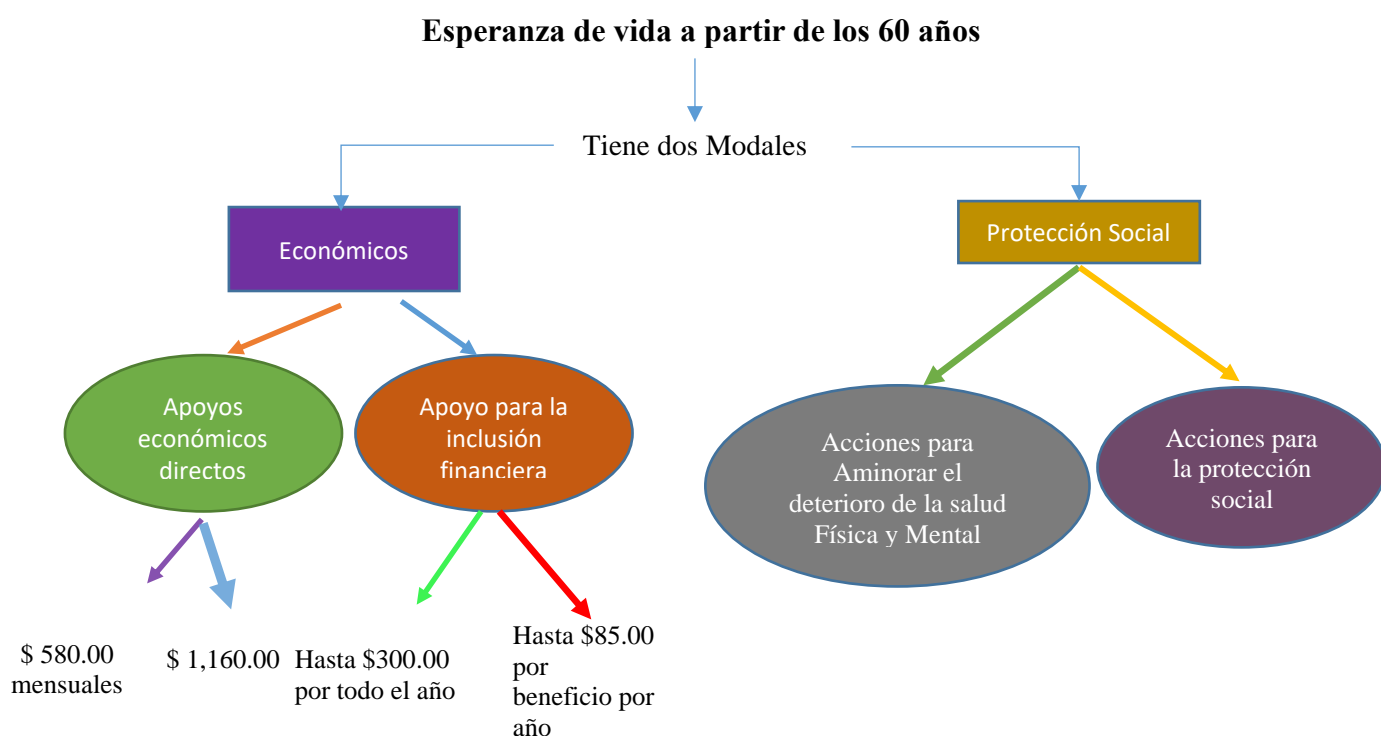 Esperanza de vida a partir de los 60 años
Tiene dos Modales
Económicos
Protección Social
Apoyos
económicos
directos
Apoyo para la
inclusión
financiera
Acciones para
Aminorar el
deterioro de la salud
Física y Mental
Acciones para
la protección
social
$ 580.00
mensuales
$ 1,160.00
Hasta $300.00
por todo el año
Hasta $85.00
por
beneficio por
año